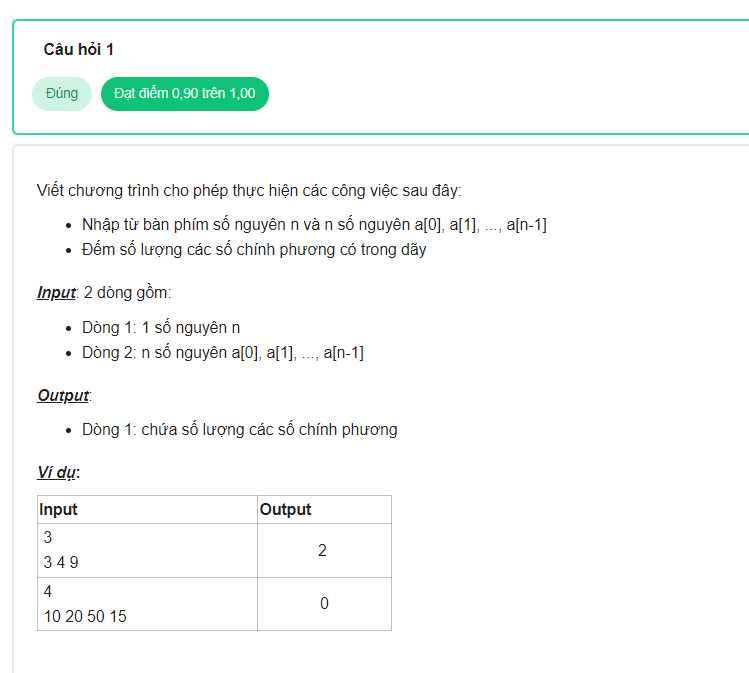 Câu hỏi 1
Đúng
Đạt điểm 0,90 trên 1,00
Viết chương trình cho phép thực hiện các công việc sau đây:
Nhập từ bàn phím số nguyên n và n số nguyên a[0], a[1], ..., a[n-1]
Đếm số lượng các số chính phương có trong dãy
Input: 2 dòng gồm:
Dòng 1: 1 số nguyên n
Dòng 2: n số nguyên a[0], a[1], ..., a[n-1]
Output:
Dòng 1: chứa số lượng các số chính phương
Ví dụ:
Input Output
3
3 4 9
2
4
10 20 50 15
0